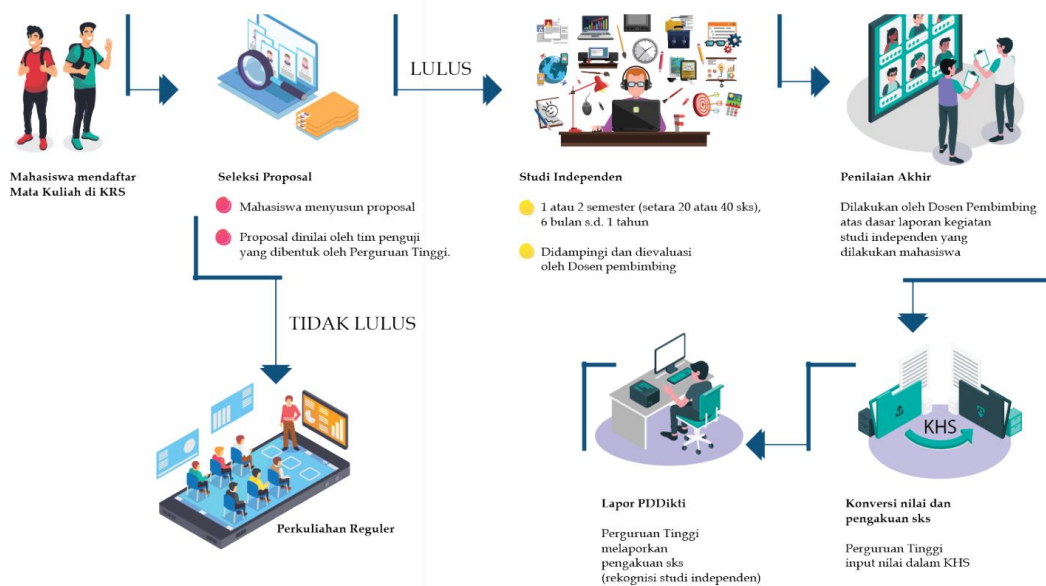 LULUS
Mahasiswa mendaftar
Mata Kuliah di KRS
Seleksi Proposal
Mahasiswa menyusun proposal
Proposal dinilai oleh tim penguji
yang dibentuk oleh Perguruan Tinggi.
Studi Independen
1 atau 2 semester (setara 20 atau 40 sks),
6 bulan s.d. 1 tahun
Didampingi dan dievaluasi
oleh Dosen pembimbing
Penilaian Akhir
Dilakukan oleh Dosen Pembimbing
atas dasar laporan kegiatan
studi independen yang
dilakukan mahasiswa
TIDAK LULUS
Perkuliahan Reguler
KHS
Lapor PDDikti
Perguruan Tinggi
melaporkan
pengakuan sks
(rekognisi studi independen)
Konversi nilai dan
pengakuan sks
Perguruan Tinggi
input nilai dalam KHS